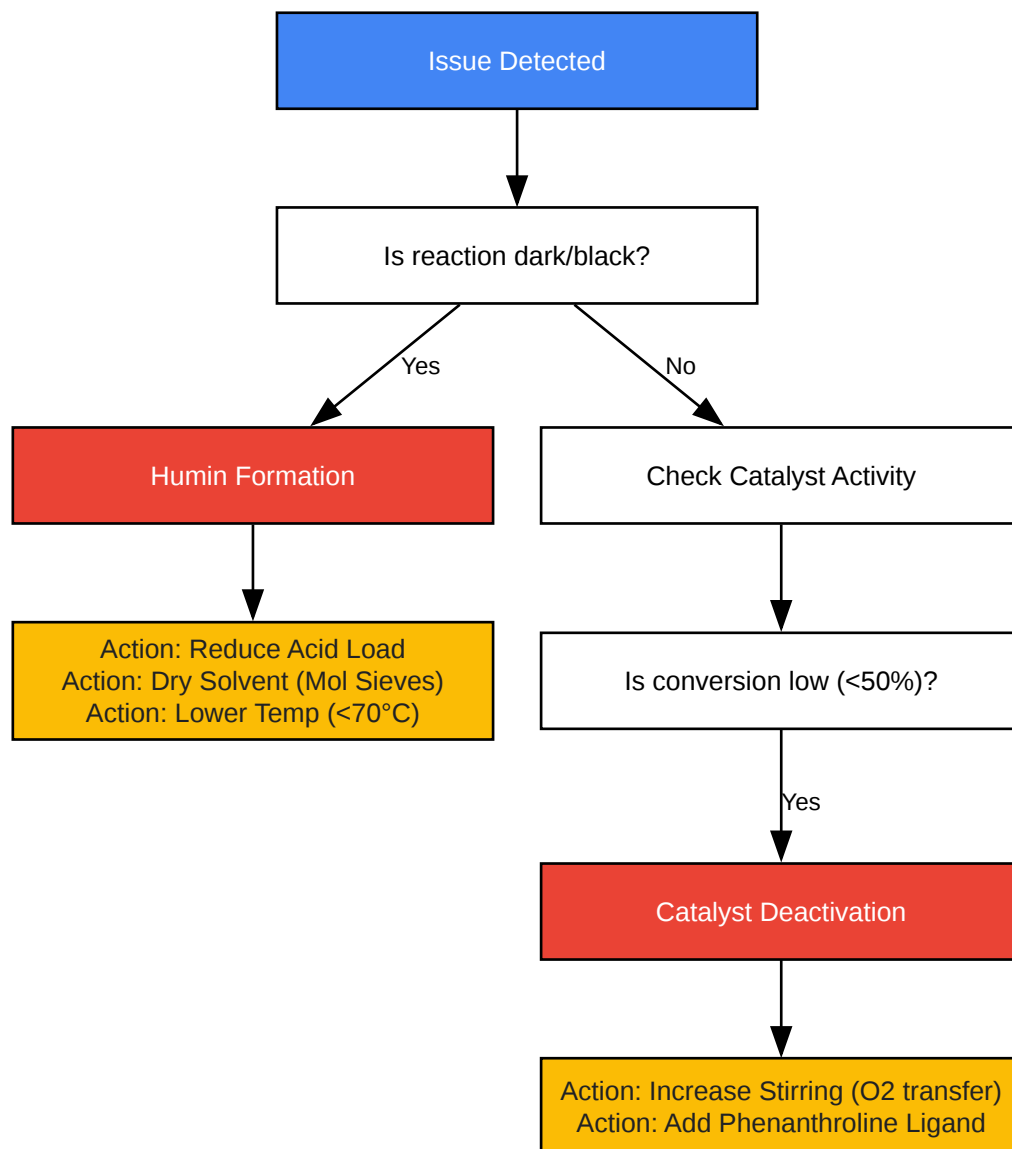 Issue Detected
Is reaction dark/black?
Yes
No
Humin Formation
Check Catalyst Activity
Action: Reduce Acid Load
Action: Dry Solvent (Mol Sieves)
Action: Lower Temp (<70°C)
Is conversion low (<50%)?
Yes
Catalyst Deactivation
Action: Increase Stirring (O2 transfer)
Action: Add Phenanthroline Ligand